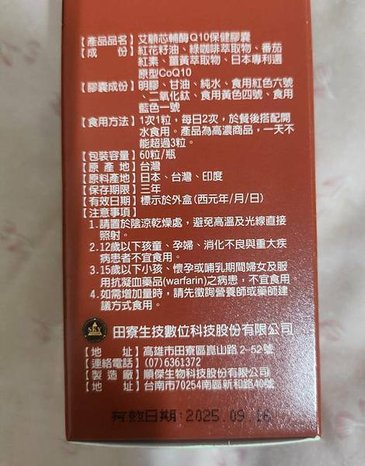 【產品品名】艾顧芯輔酶Q10保健膠囊
【成　　份】紅花籽油、綠咖啡萃取物、番茄
紅素、薑黃萃取物、日本專利還
原型CoQ10
【膠囊成份】明膠、甘油、純水、食用紅色六號
、二氧化鈦、食用黃色四號、食用
藍色一號
【食用方法】1次1粒，每日2次，於餐後搭配開
水食用。產品為高濃商品，一天不
能超過3粒。
【包裝容量】60粒/瓶
【原 產 地】台灣
【原料產地】日本、台灣、印度
【保存期限】三年
【有效日期】標示於外盒(西元年/月/日)
【注意事項】
1.請置於陰涼乾燥處，避免高溫及光線直接
照射。
2.12歲以下孩童、孕婦、消化不良與重大疾
病患者不宜食用。
3.15歲以下小孩、懷孕或哺乳期間婦女及服
用抗凝血藥品(warfarin)之病患，不宜食用
4.如需增加量時，請先徵詢營養師或藥師建
議方式食用。
田寮生技數位科技股份有限公司
【地　　址】高雄市田寮區崑山路2-52號
【連絡電話】(07)6361372
【製 造 廠】順傑生物科技股份有限公司
【地　　址】台南市70254南區新和路40號
有效日期:2025.09.16